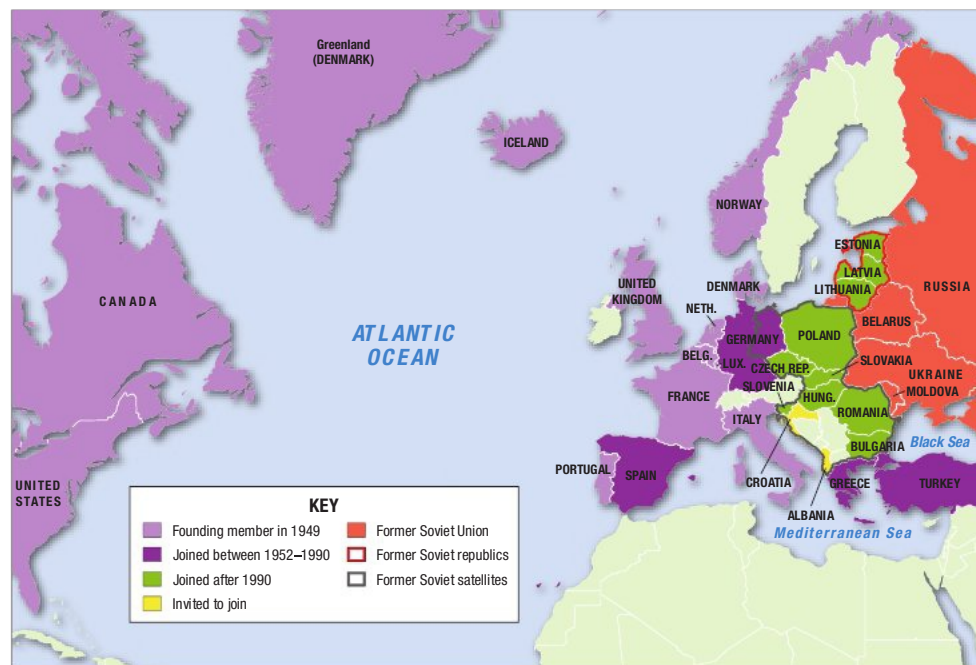 Greenland
(DENMARK)
ICELAND
NORWAY
CANADA
UNITED
KINGDOM
DENMARK
ESTONIA
LATVIA
LITHUANIA
RUSSIA
NETH.
BELARUS
ATLANTIC
OCEAN
GERMANY
POLAND
BELG.
LUX.
CZECH REP.
SLOVAKIA
UKRAINE
SLOVENIA
MOLDOVA
FRANCE
HUNG.
ITALY
ROMANIA
BULGARIA
Black Sea
UNITED
STATES
PORTUGAL
SPAIN
CROATIA
GREECE
TURKEY
ALBANIA
Mediterranean Sea
KEY
Founding member in 1949
Joined between 1952–1990
Joined after 1990
Invited to join
Former Soviet Union
Former Soviet republics
Former Soviet satellites